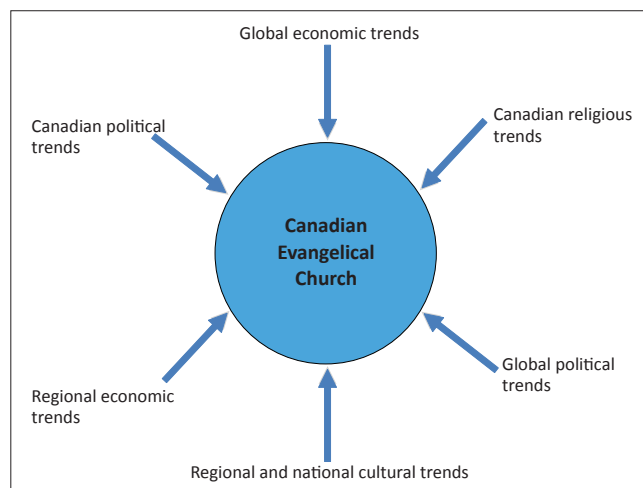 Global economic trends
Canadian political
trends
Canadian religious
trends
Canadian
Evangelical
Church
Regional economic
trends
Global political
trends
Regional and national cultural trends